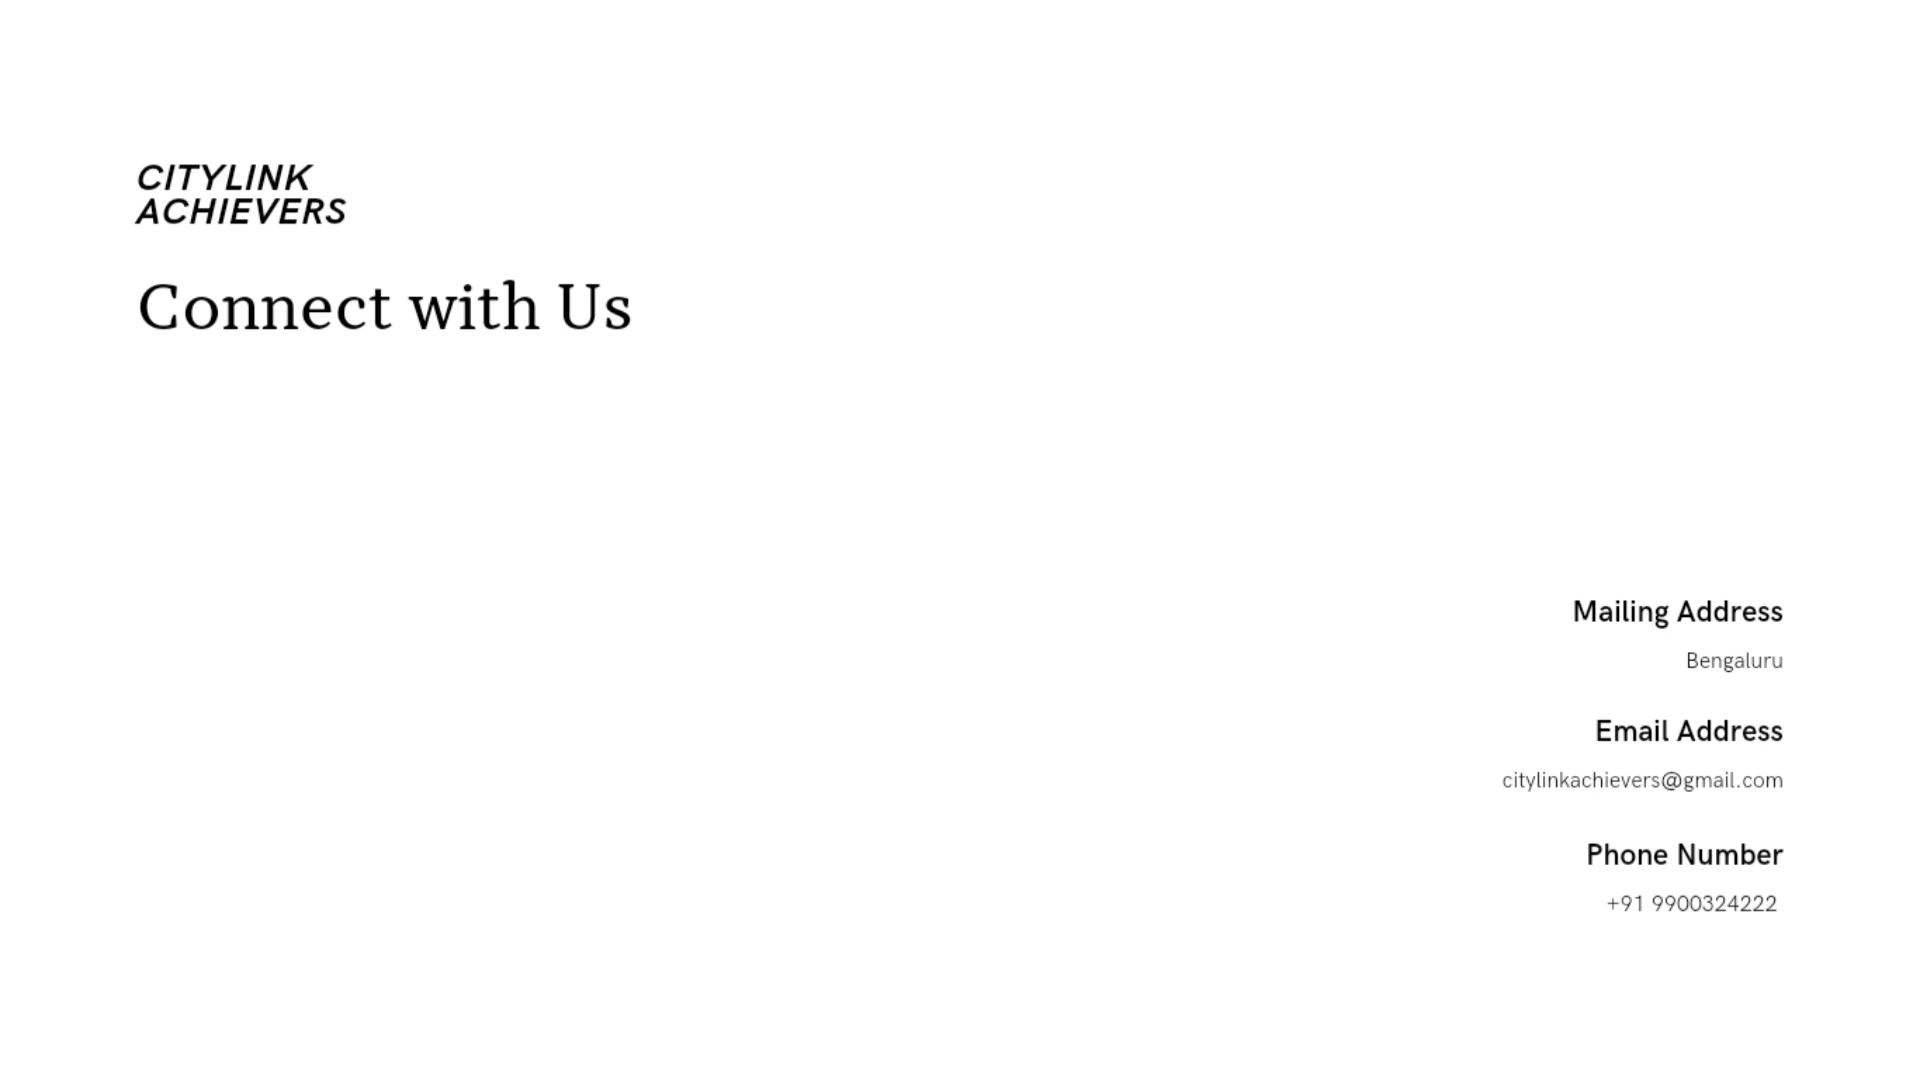 CITYLINK
ACHIEVERS
Connect with Us
Mailing Address
Bengaluru
Email Address
citylinkachievers@gmail.com
Phone Number
+91 9900324222